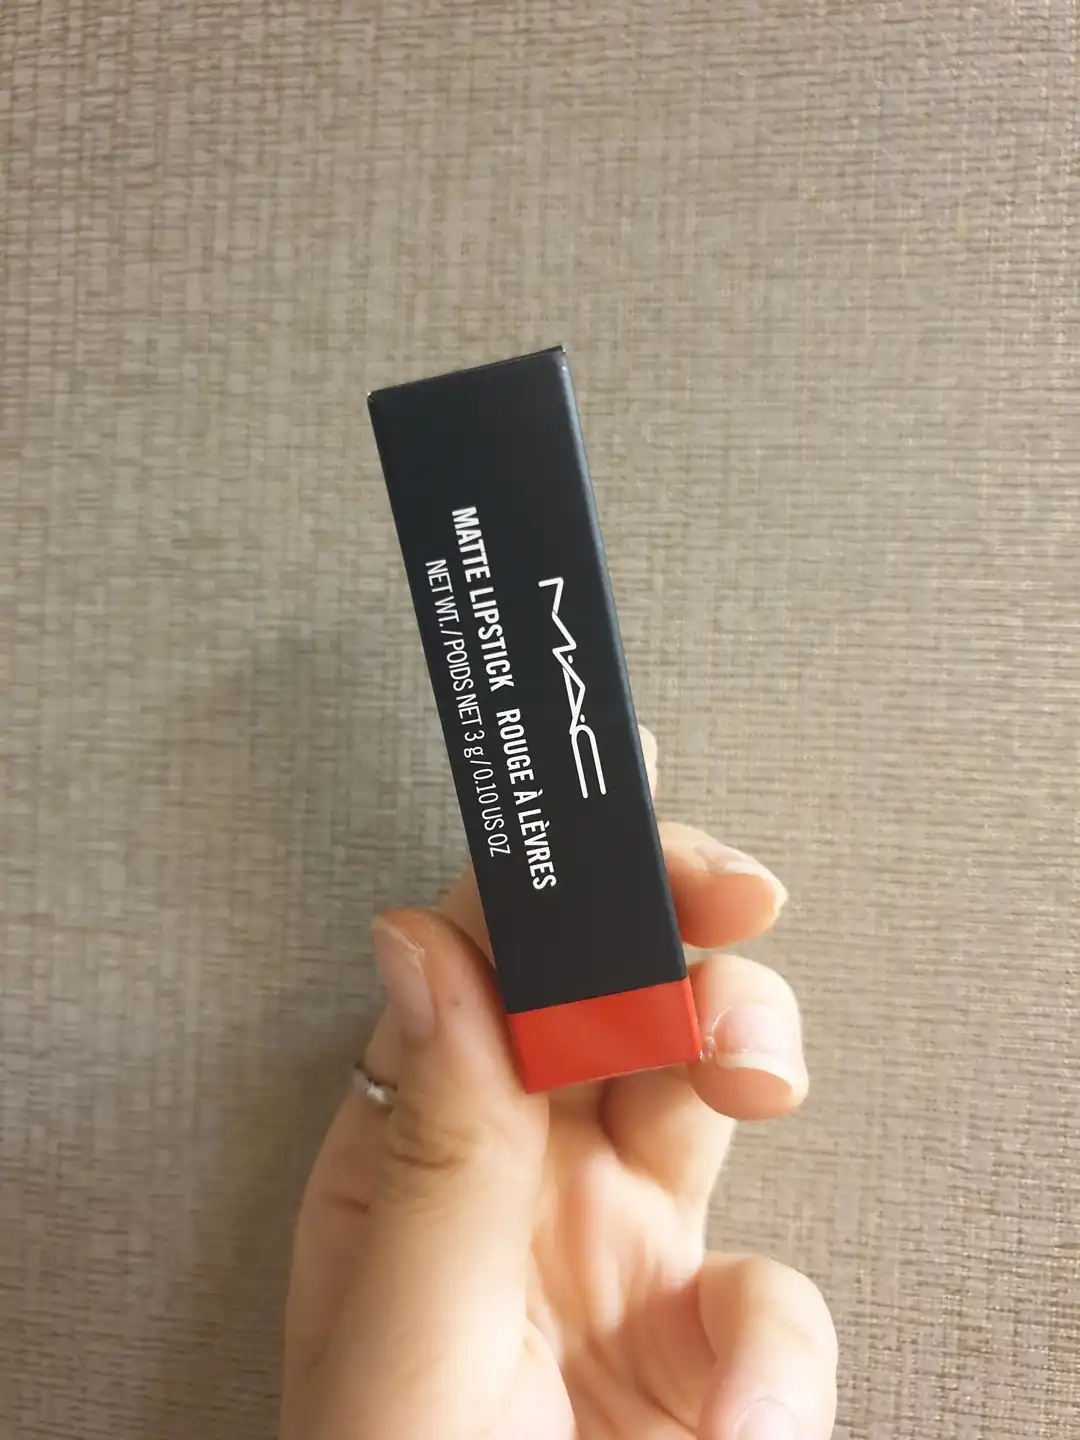 M·A·C
MATTE LIPSTICK ROUGE À LÈVRES
NET WT. / POIDS NET 3 g / 0.10 US OZ